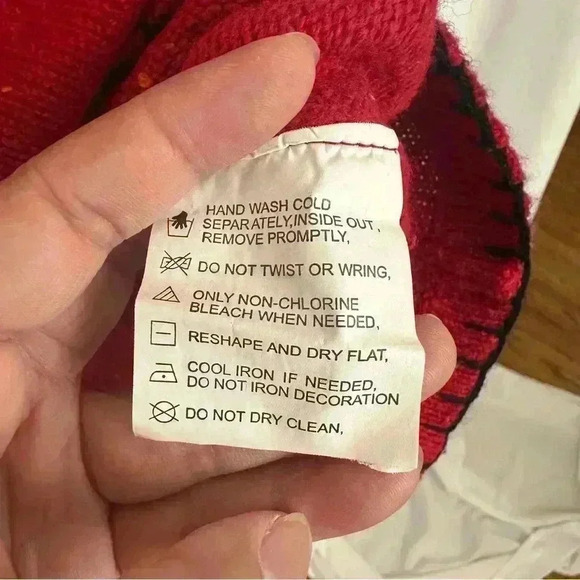 HAND WASH COLD
SEPARATELY,INSIDE OUT,
REMOVE PROMPTLY,
DO NOT TWIST OR WRING,
ONLY NON-CHLORINE
BLEACH WHEN NEEDED,
RESHAPE AND DRY FLAT,
COOL IRON IF NEEDED,
DO NOT IRON DECORATION
DO NOT DRY CLEAN,